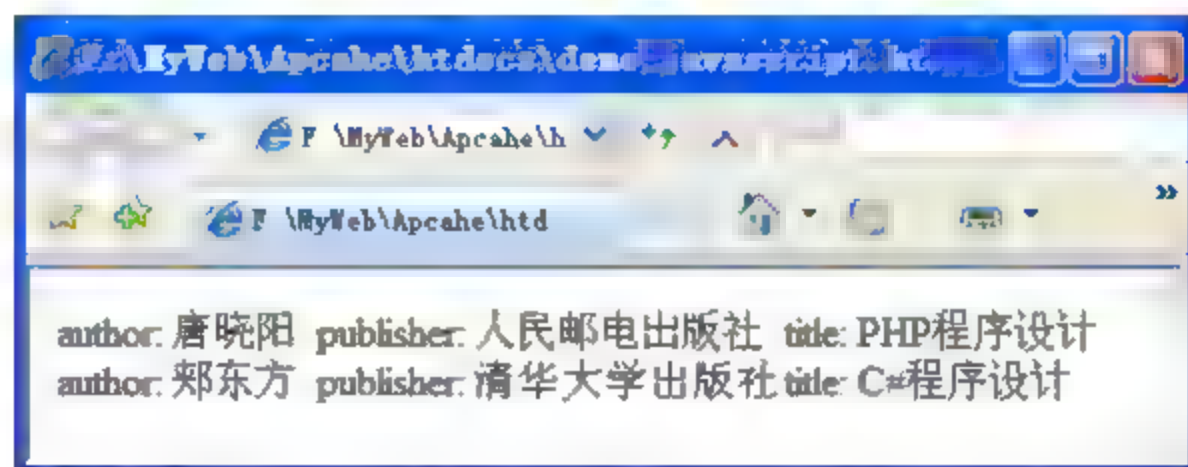 F \MyWeb\Apcahe\h
F \MyWeb\Apcahe\htd
author: 唐晓阳 publisher: 人民邮电出版社 title: PHP程序设计
author: 郑东方 publisher: 清华大学出版社 title: C#程序设计